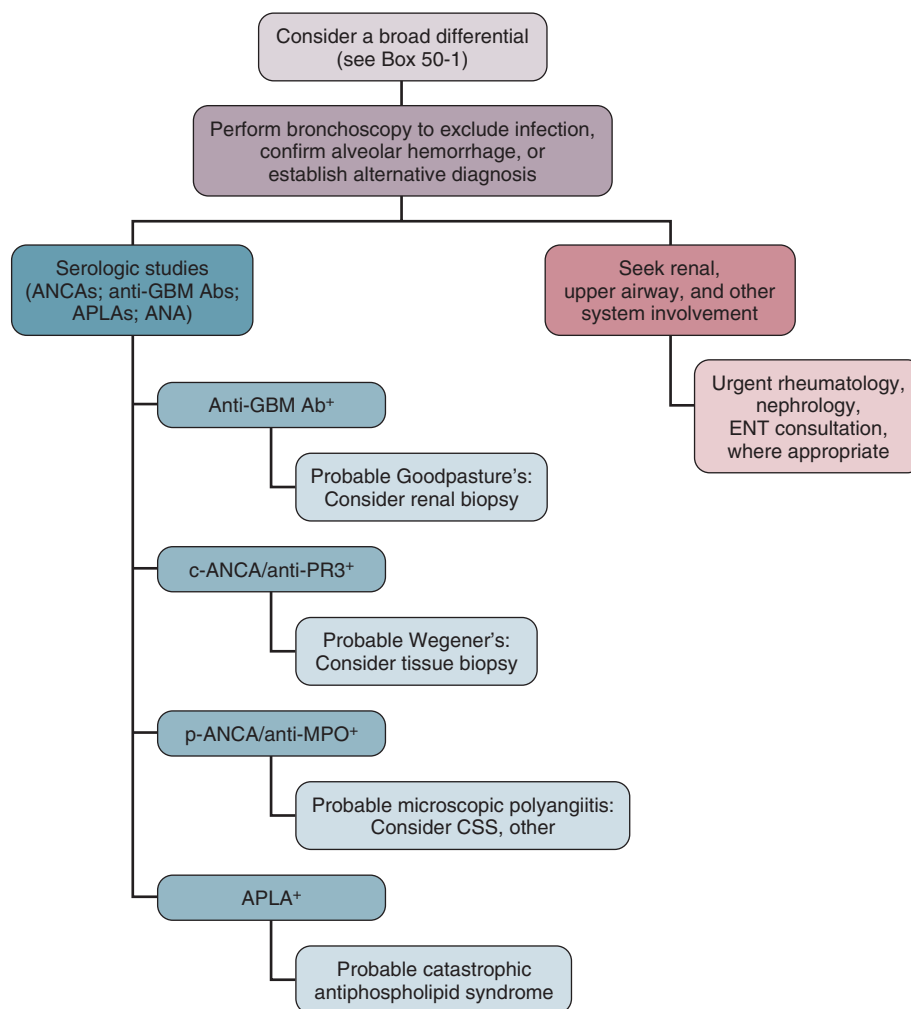 Consider a broad differential
(see Box 50-1)
Perform bronchoscopy to exclude infection,
confirm alveolar hemorrhage, or
establish alternative diagnosis
Serologic studies
(ANCAs; anti-GBM Abs;
APLAs; ANA)
Seek renal,
upper airway, and other
system involvement
Urgent rheumatology,
nephrology,
ENT consultation,
where appropriate
Anti-GBM Ab⁺
Probable Goodpasture's:
Consider renal biopsy
c-ANCA/anti-PR3⁺
Probable Wegener's:
Consider tissue biopsy
p-ANCA/anti-MPO⁺
Probable microscopic polyangiitis:
Consider CSS, other
APLA⁺
Probable catastrophic
antiphospholipid syndrome